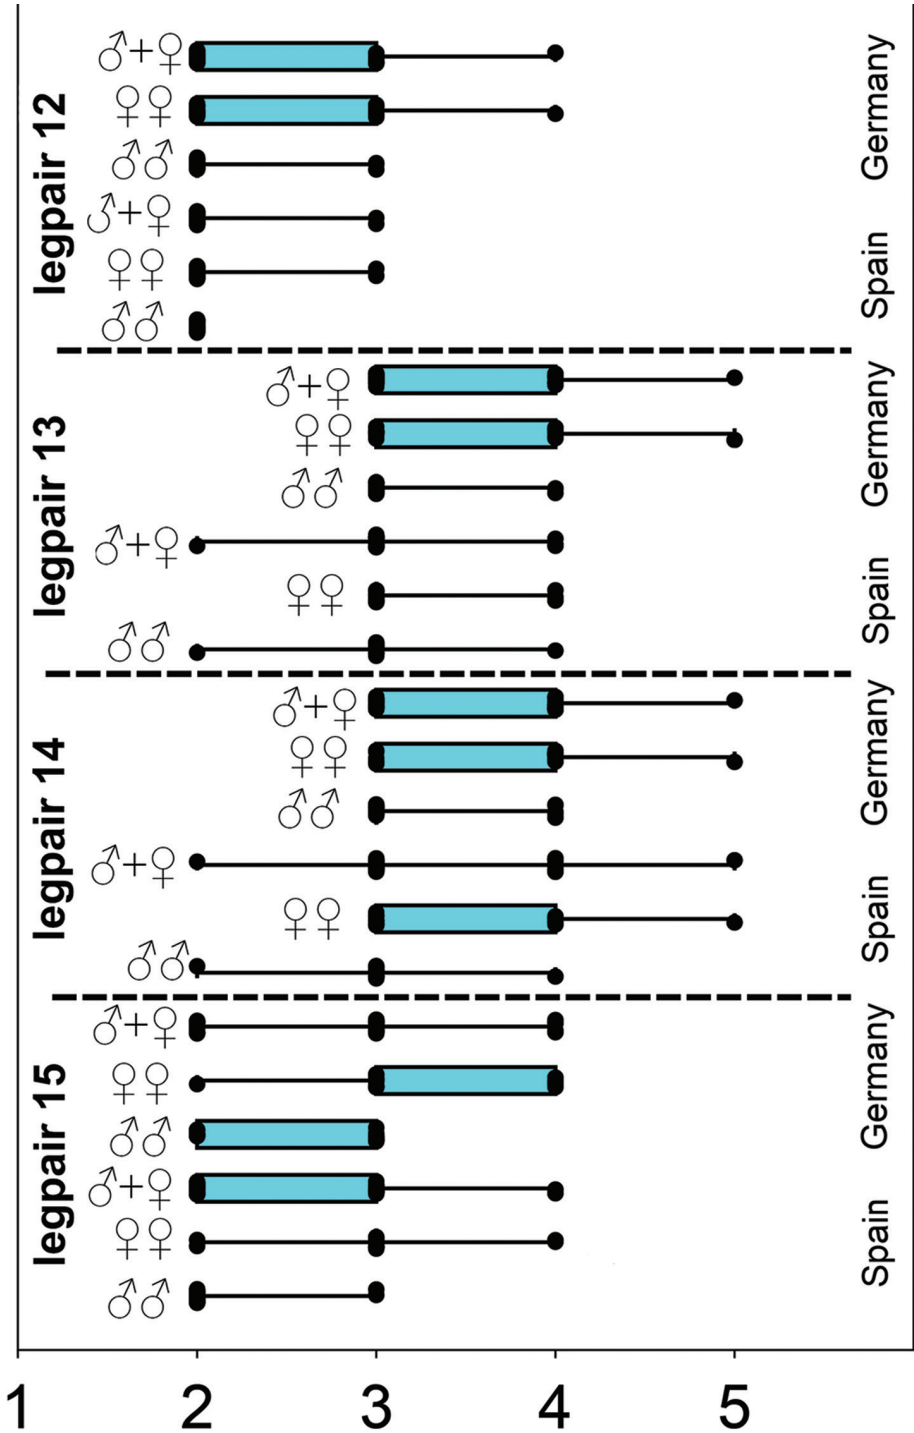 legpair 12
♂+♀
♀♀
♂♂
♂+♀
♀♀
♂♂
Germany
Spain
legpair 13
♂+♀
♀♀
♂♂
♂+♀
♀♀
♂♂
Germany
Spain
legpair 14
♂+♀
♀♀
♂♂
♂+♀
♀♀
♂♂
Germany
Spain
legpair 15
♂+♀
♀♀
♂♂
♂+♀
♀♀
♂♂
Germany
Spain
1 2 3 4 5